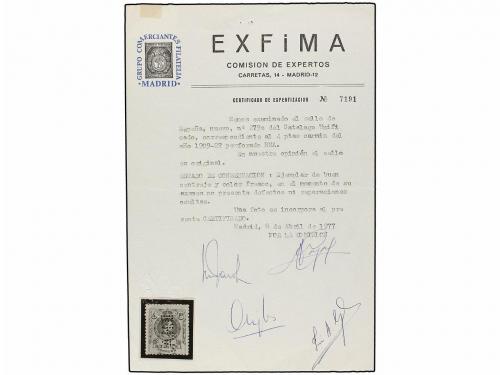 GRUPO COMERCIANTES FILATELIA
MADRID
EXFiMA
COMISION DE EXPERTOS
CARRETAS, 14 - MADRID-12
CERTIFICADO DE EXPERTIZACION Nº 7191
Hemos examinado el sello de
España, nuevo, nº 279a del Catalogo Unifi
cado, correspondiente al 4 ptas carmin del
año 1909-22 perforado
En nuestra opinión el sello
es original.
ESTADO DE CONSERVACION : Ejemplar de buen
centraje y color fresco, en el momento de su
examen no presenta defectos ni reparaciones
ocultas.
Una foto se incorpora al pre
sente CERTIFICADO.
Madrid, 8 de Abril de 1977
POR LA COMISION